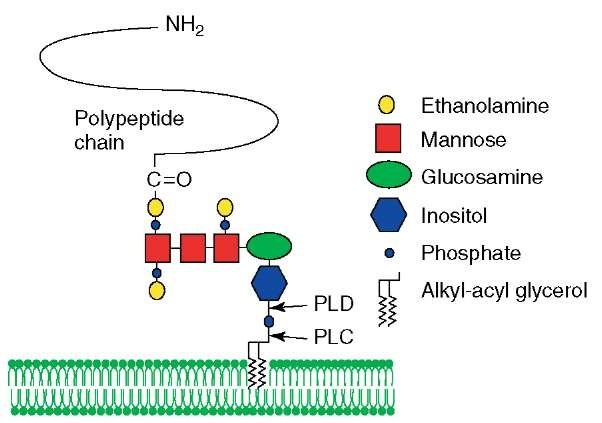 NH2
Polypeptide
chain
C=O
PLD
PLC
Ethanolamine
Mannose
Glucosamine
Inositol
Phosphate
Alkyl-acyl glycerol